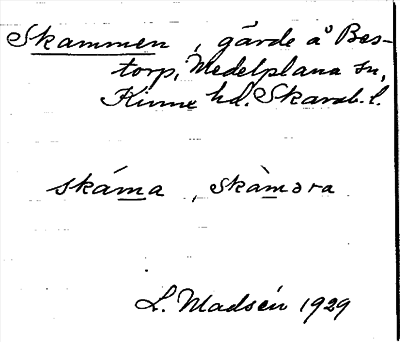 Skammen, gärde å Bes-
torp, Medelplana sn,
Kinne hd. Skarab. l.
skáma, skàməra
L. Madsén 1929